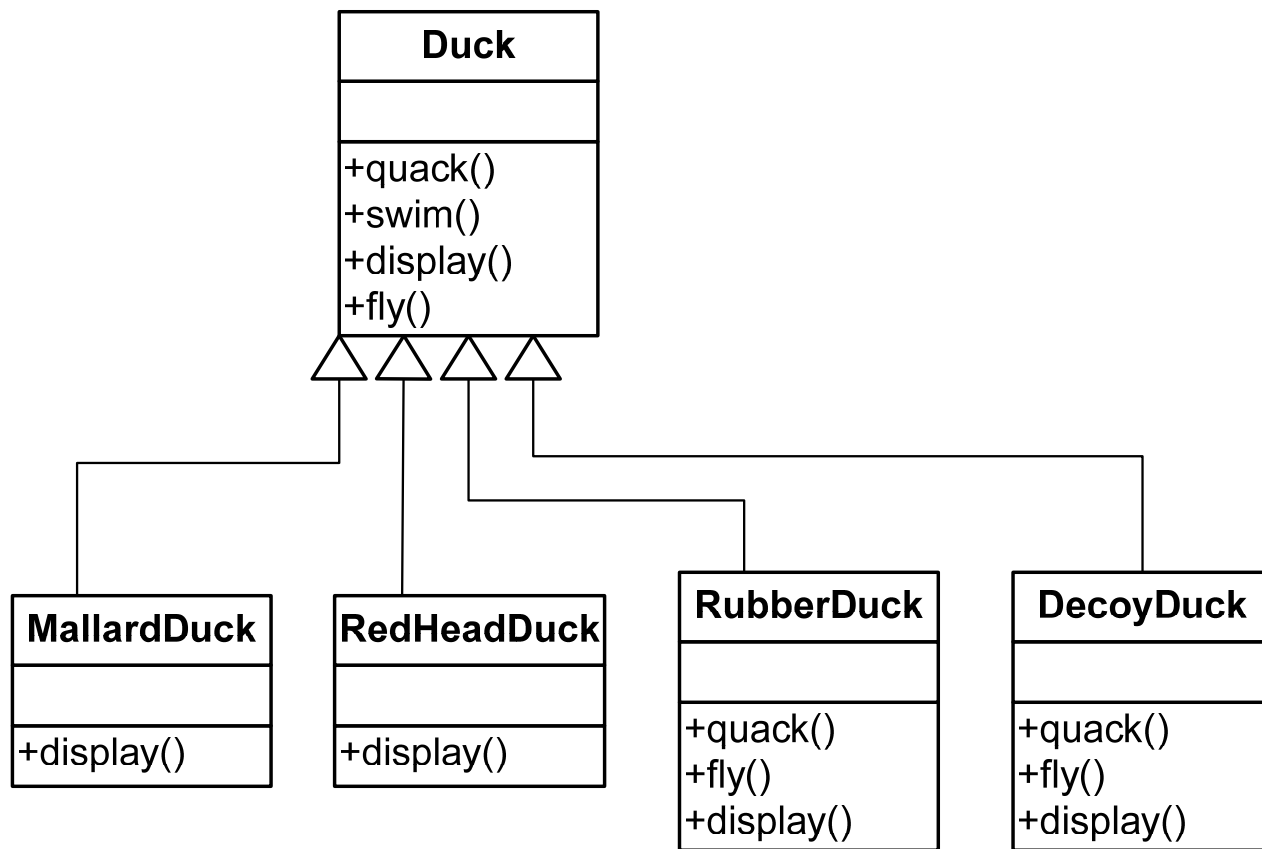 Duck
+quack()
+swim()
+display()
+fly()
MallardDuck
+display()
RedHeadDuck
+display()
RubberDuck
+quack()
+fly()
+display()
DecoyDuck
+quack()
+fly()
+display()